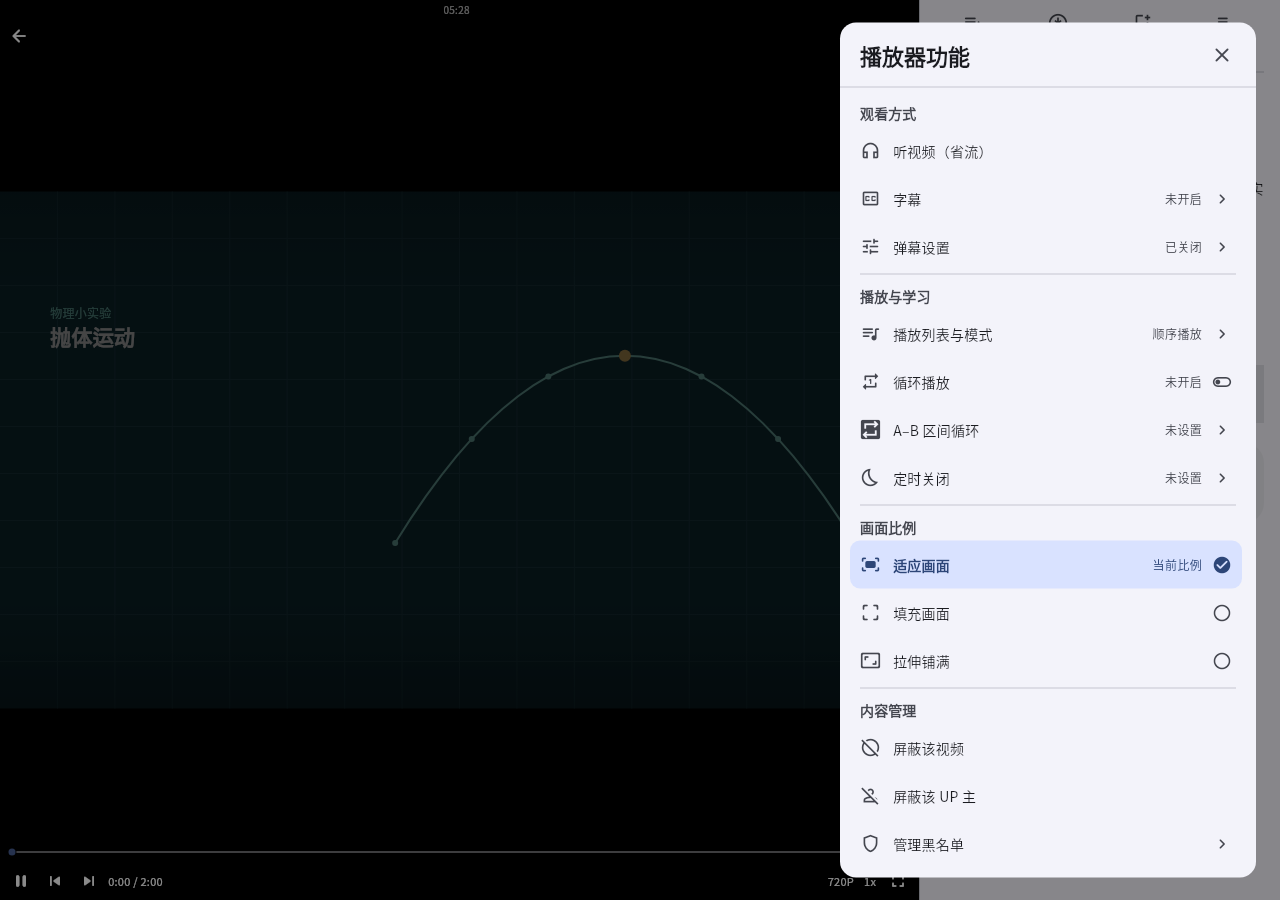 05:28
物理小实验
抛体运动
0:00 / 2:00
720P 1x
播放器功能
观看方式
听视频（省流）
字幕 未开启
弹幕设置 已关闭
播放与学习
播放列表与模式 顺序播放
循环播放 未开启
A–B 区间循环 未设置
定时关闭 未设置
画面比例
适应画面 当前比例
填充画面
拉伸铺满
内容管理
屏蔽该视频
屏蔽该 UP 主
管理黑名单